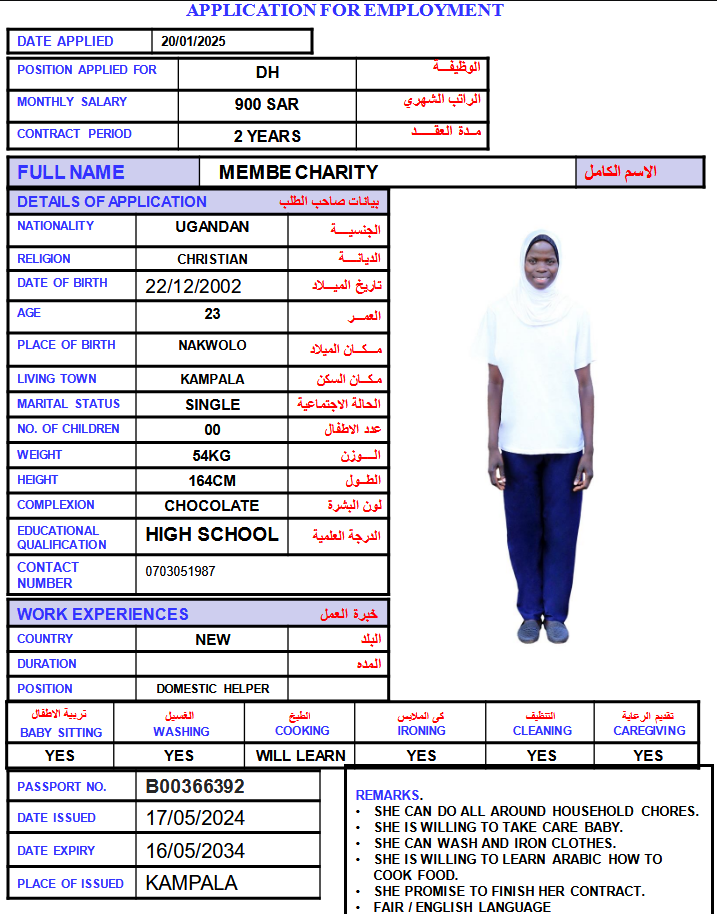 APPLICATION FOR EMPLOYMENT
DATE APPLIED 20/01/2025
POSITION APPLIED FOR DH الوظيفـــة
MONTHLY SALARY 900 SAR الراتب الشهري
CONTRACT PERIOD 2 YEARS مـدة العقـــد
FULL NAME MEMBE CHARITY الاسم الكامل
DETAILS OF APPLICATION بيانات صاحب الطلب
NATIONALITY UGANDAN الجنسيـــة
RELIGION CHRISTIAN الديانـــة
DATE OF BIRTH 22/12/2002 تاريخ الميـــلاد
AGE 23 العمـــر
PLACE OF BIRTH NAKWOLO مـكـان الميلاد
LIVING TOWN KAMPALA مكـان السكن
MARITAL STATUS SINGLE الحالة الاجتماعية
NO. OF CHILDREN 00 عدد الاطفال
WEIGHT 54KG الـــوزن
HEIGHT 164CM الطـــول
COMPLEXION CHOCOLATE لون البشرة
EDUCATIONAL QUALIFICATION HIGH SCHOOL الدرجة العلمية
CONTACT NUMBER 0703051987
WORK EXPERIENCES خبرة العمل
COUNTRY NEW البلد
DURATION المده
POSITION DOMESTIC HELPER
تربية الاطفال الغسيل الطبخ كي الملابس التنظيف تقديم الرعاية
BABY SITTING WASHING COOKING IRONING CLEANING CAREGIVING
YES YES WILL LEARN YES YES YES
PASSPORT NO. B00366392
DATE ISSUED 17/05/2024
DATE EXPIRY 16/05/2034
PLACE OF ISSUED KAMPALA
REMARKS.
• SHE CAN DO ALL AROUND HOUSEHOLD CHORES.
• SHE IS WILLING TO TAKE CARE BABY.
• SHE CAN WASH AND IRON CLOTHES.
• SHE IS WILLING TO LEARN ARABIC HOW TO
COOK FOOD.
• SHE PROMISE TO FINISH HER CONTRACT.
• FAIR / ENGLISH LANGUAGE